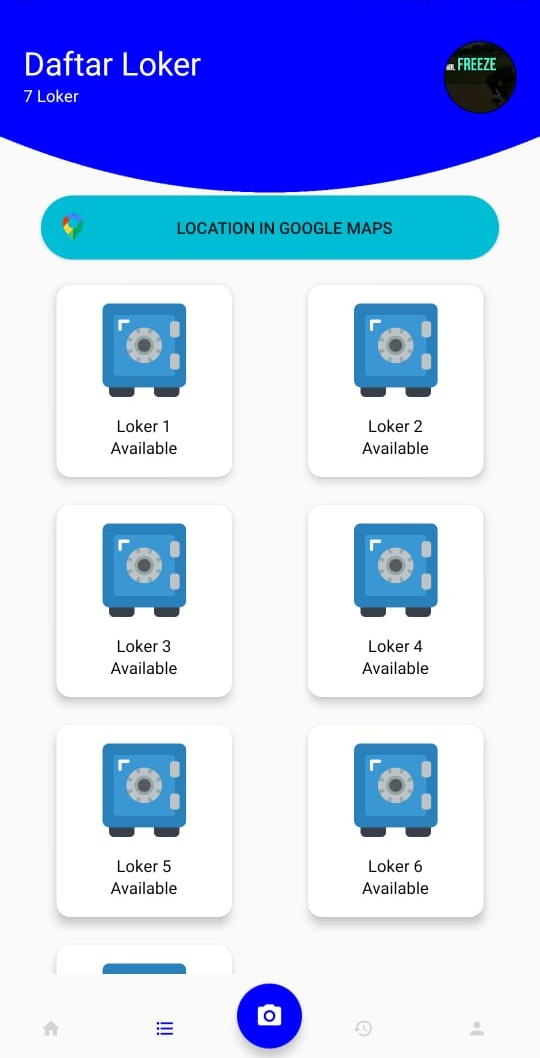 Daftar Loker
7 Loker
FREEZE
LOCATION IN GOOGLE MAPS
Loker 1
Available
Loker 2
Available
Loker 3
Available
Loker 4
Available
Loker 5
Available
Loker 6
Available